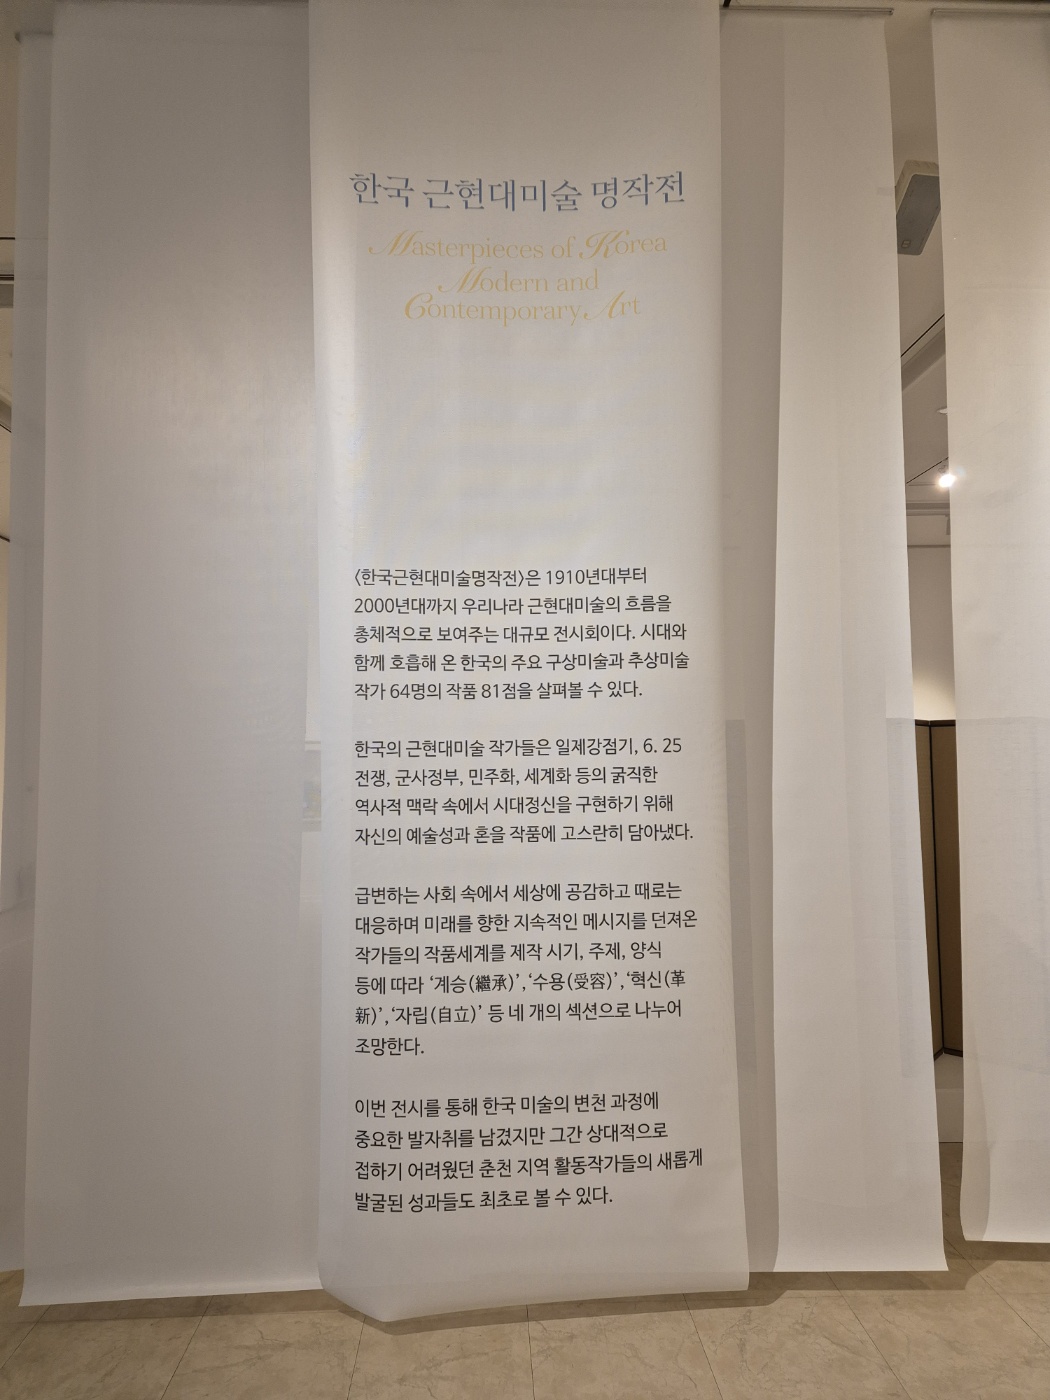 한국 근현대미술 명작전
Masterpieces of Korea
Modern and
Contemporary Art
〈한국근현대미술명작전〉은 1910년대부터
2000년대까지 우리나라 근현대미술의 흐름을
총체적으로 보여주는 대규모 전시회이다. 시대와
함께 호흡해 온 한국의 주요 구상미술과 추상미술
작가 64명의 작품 81점을 살펴볼 수 있다.
한국의 근현대미술 작가들은 일제강점기, 6. 25
전쟁, 군사정부, 민주화, 세계화 등의 굵직한
역사적 맥락 속에서 시대정신을 구현하기 위해
자신의 예술성과 혼을 작품에 고스란히 담아냈다.
급변하는 사회 속에서 세상에 공감하고 때로는
대응하며 미래를 향한 지속적인 메시지를 던져온
작가들의 작품세계를 제작 시기, 주제, 양식
등에 따라 ‘계승(繼承)’,‘수용(受容)’,‘혁신(革
新)’,‘자립(自立)’ 등 네 개의 섹션으로 나누어
조망한다.
이번 전시를 통해 한국 미술의 변천 과정에
중요한 발자취를 남겼지만 그간 상대적으로
접하기 어려웠던 춘천 지역 활동작가들의 새롭게
발굴된 성과들도 최초로 볼 수 있다.